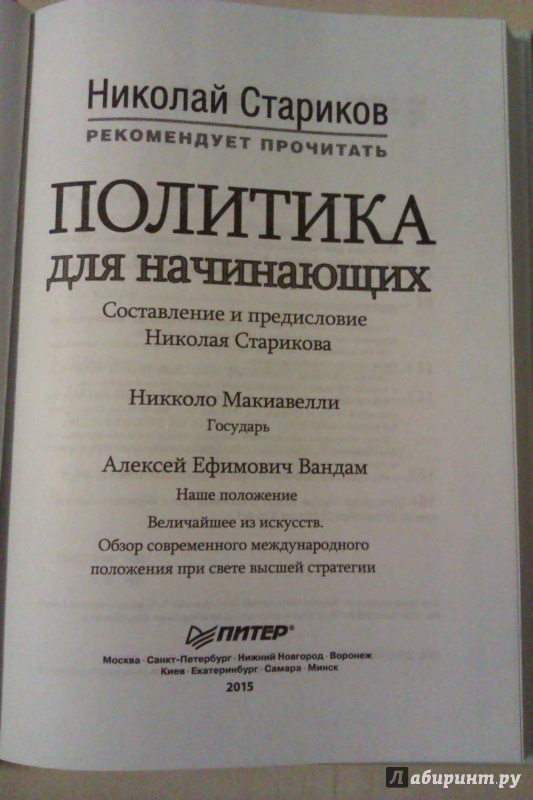 Николай Стариков
РЕКОМЕНДУЕТ ПРОЧИТАТЬ
ПОЛИТИКА
для начинающих
Составление и предисловие
Николая Старикова
Никколо Макиавелли
Государь
Алексей Ефимович Вандам
Наше положение
Величайшее из искусств.
Обзор современного международного
положения при свете высшей стратегии
ПИТЕР®
Москва · Санкт-Петербург · Нижний Новгород · Воронеж
Киев · Екатеринбург · Самара · Минск
2015
Лабиринт.ру